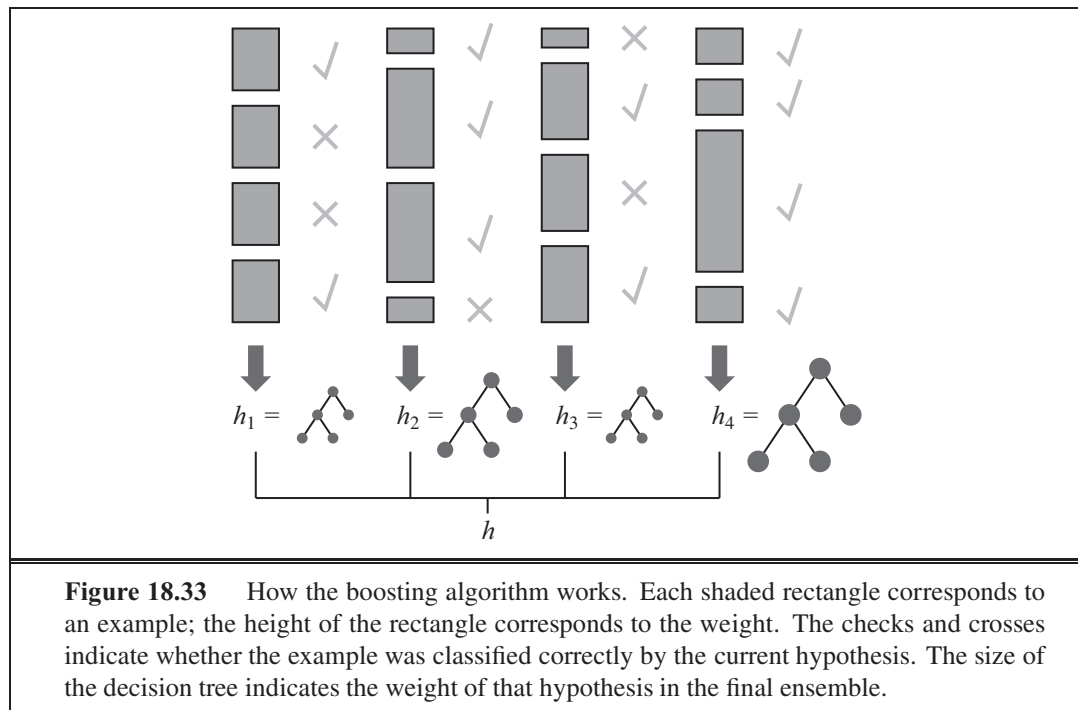 h1 = h2 = h3 = h4 =
h
Figure 18.33 How the boosting algorithm works. Each shaded rectangle corresponds to
an example; the height of the rectangle corresponds to the weight. The checks and crosses
indicate whether the example was classified correctly by the current hypothesis. The size of
the decision tree indicates the weight of that hypothesis in the final ensemble.